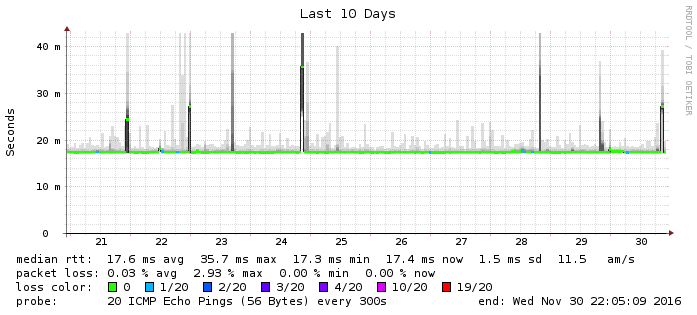 Last 10 Days
RRDTOOL / TOBI OETIKER
Seconds
40 m
30 m
20 m
10 m
0
21 22 23 24 25 26 27 28 29 30
median rtt: 17.6 ms avg 35.7 ms max 17.3 ms min 17.4 ms now 1.5 ms sd 11.5 am/s
packet loss: 0.03 % avg 2.93 % max 0.00 % min 0.00 % now
loss color: 0 1/20 2/20 3/20 4/20 10/20 19/20
probe: 20 ICMP Echo Pings (56 Bytes) every 300s end: Wed Nov 30 22:05:09 2016